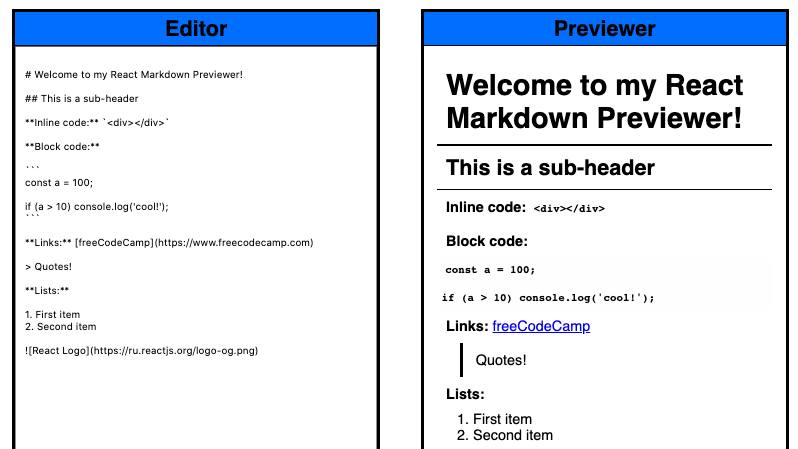 Editor
# Welcome to my React Markdown Previewer!
## This is a sub-header
**Inline code:** `<div></div>`
**Block code:**
```
const a = 100;
if (a > 10) console.log('cool!');
```
**Links:** [freeCodeCamp](https://www.freecodecamp.com)
> Quotes!
**Lists:**
1. First item
2. Second item
![React Logo](https://ru.reactjs.org/logo-og.png)
Previewer
Welcome to my React
Markdown Previewer!
This is a sub-header
Inline code: <div></div>
Block code:
const a = 100;
if (a > 10) console.log('cool!');
Links: freeCodeCamp
Quotes!
Lists:
1. First item
2. Second item